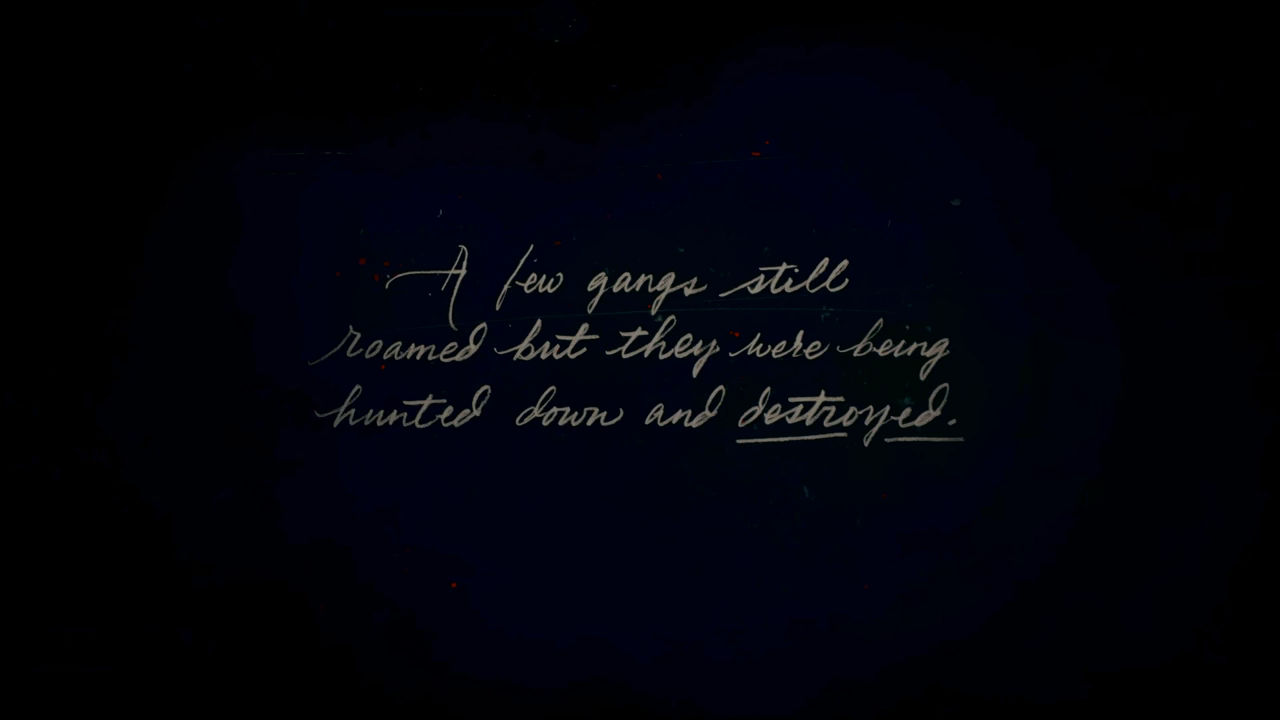 A few gangs still
roamed but they were being
hunted down and destroyed.